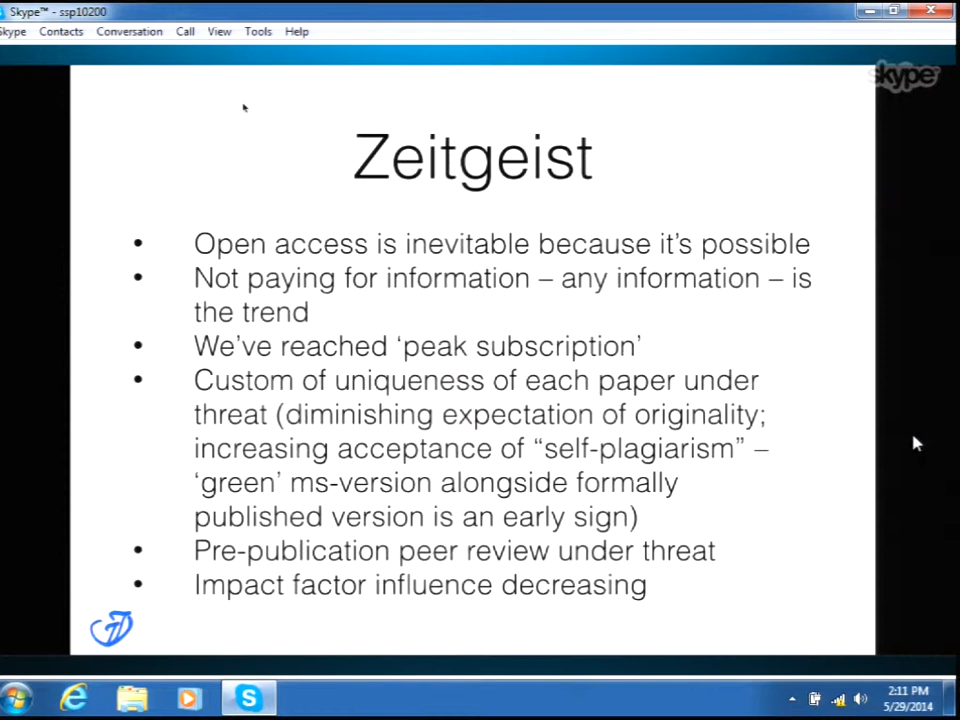 Skype™ - ssp10200
Skype Contacts Conversation Call View Tools Help
skype
Zeitgeist
• Open access is inevitable because it’s possible
• Not paying for information – any information – is
the trend
• We’ve reached ‘peak subscription’
• Custom of uniqueness of each paper under
threat (diminishing expectation of originality;
increasing acceptance of “self-plagiarism” –
‘green’ ms-version alongside formally
published version is an early sign)
• Pre-publication peer review under threat
• Impact factor influence decreasing
2:11 PM
5/29/2014